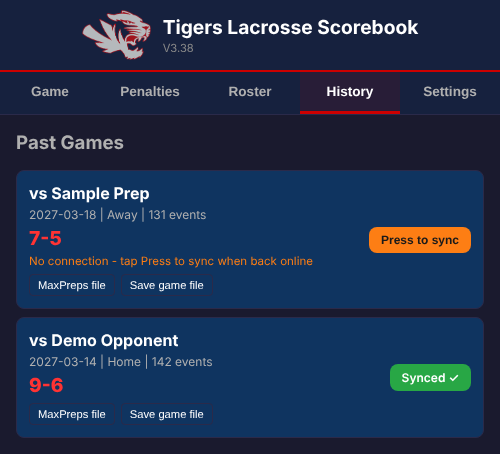 Tigers Lacrosse Scorebook
V3.38
Game Penalties Roster History Settings
Past Games
vs Sample Prep
2027-03-18 | Away | 131 events
7-5
Press to sync
No connection - tap Press to sync when back online
MaxPreps file Save game file
vs Demo Opponent
2027-03-14 | Home | 142 events
9-6
Synced ✓
MaxPreps file Save game file